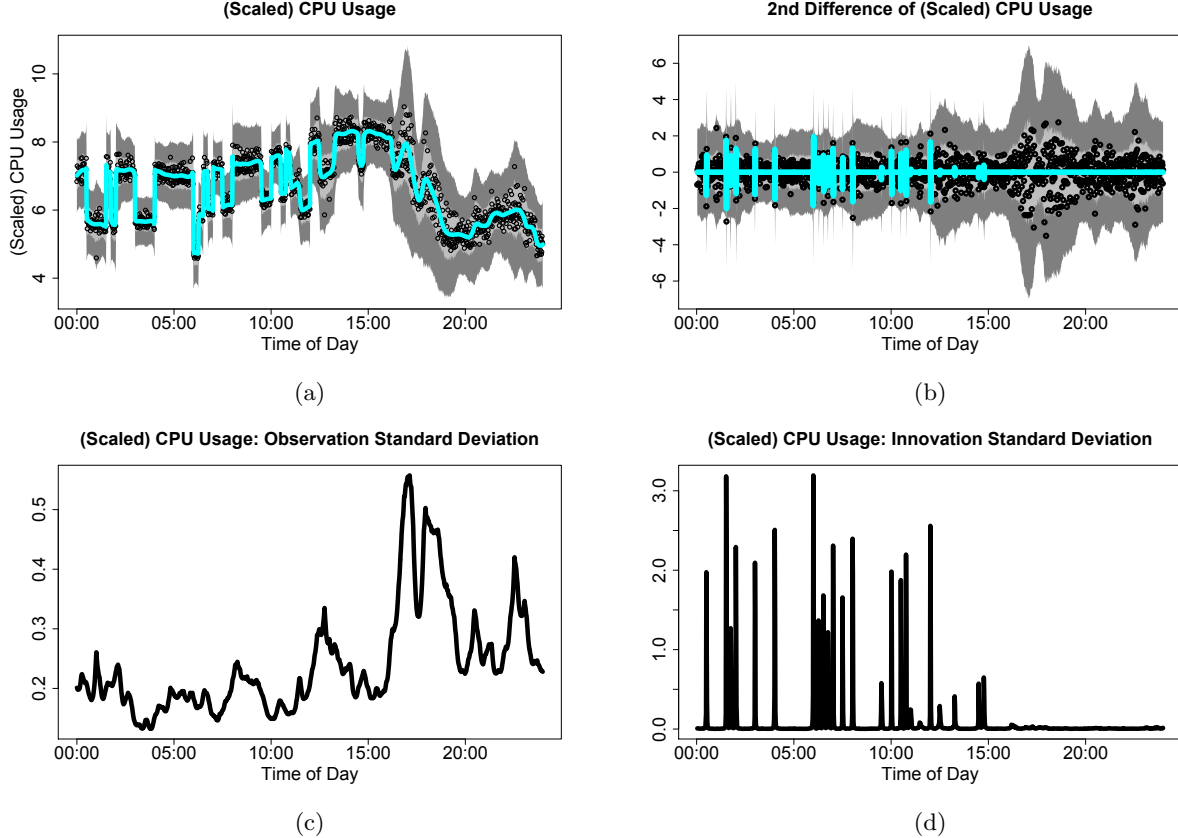 (Scaled) CPU Usage
(Scaled) CPU Usage
10
8
6
4
00:00 05:00 10:00 15:00 20:00
Time of Day
(a)
2nd Difference of (Scaled) CPU Usage
6
4
2
0
-2
-4
-6
00:00 05:00 10:00 15:00 20:00
Time of Day
(b)
(Scaled) CPU Usage: Observation Standard Deviation
0.5
0.4
0.3
0.2
00:00 05:00 10:00 15:00 20:00
Time of Day
(c)
(Scaled) CPU Usage: Innovation Standard Deviation
3.0
2.0
1.0
0.0
00:00 05:00 10:00 15:00 20:00
Time of Day
(d)